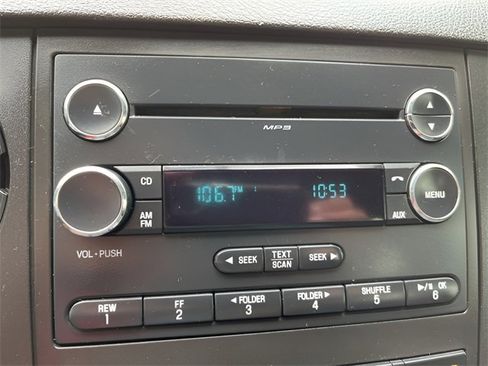 MP3
CD
106.7 FM 10:53
MENU
AM
FM
AUX
VOL • PUSH
◄ SEEK
TEXT
SCAN
SEEK ►
REW
1
FF
2
◄ FOLDER
3
FOLDER ►
4
SHUFFLE
5
►/II OK
6